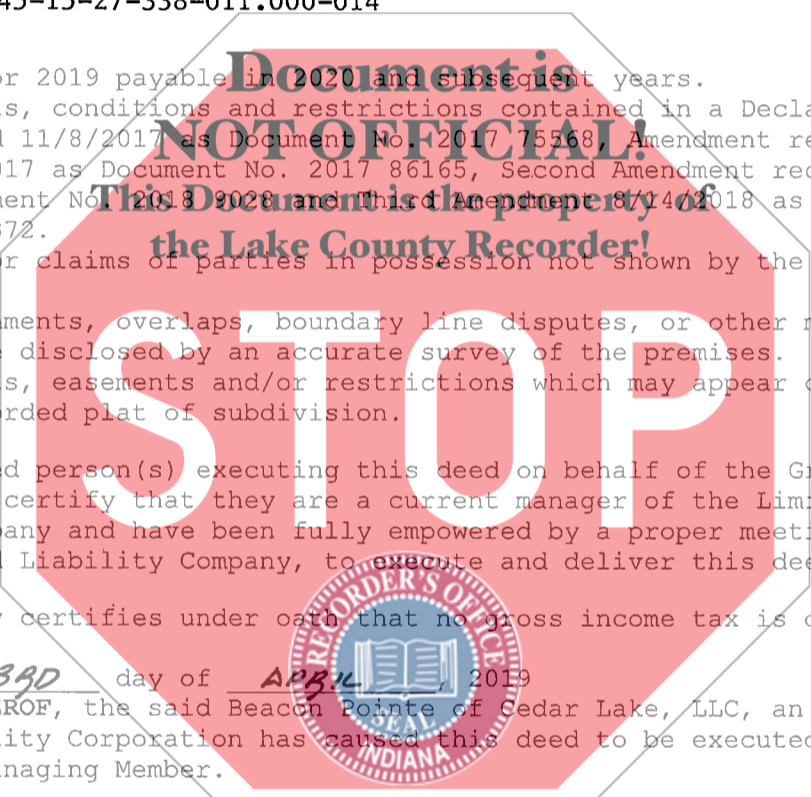 45-15-27-338-011.000-014
or 2019 payable in 2020 and subsequent years.
s, conditions and restrictions contained in a Decla
d 11/8/2017 as Document No. 2017 75568, Amendment re
017 as Document No. 2017 86165, Second Amendment rec
ment No. 2018 9028 and Third Amendment 8/14/2018 as
372.
or claims of parties in possession not shown by the
Document is
NOT OFFICIAL!
This Document is the property of
the Lake County Recorder!
ments, overlaps, boundary line disputes, or other m
e disclosed by an accurate survey of the premises.
s, easements and/or restrictions which may appear o
orded plat of subdivision.
STOP
ed person(s) executing this deed on behalf of the Gr
certify that they are a current manager of the Limi
pany and have been fully empowered by a proper meeti
d Liability Company, to execute and deliver this dee
y certifies under oath that no gross income tax is d
3RD day of APRIL, 2019
EROF, the said Beacon Pointe of Cedar Lake, LLC, an
lity Corporation has caused this deed to be executed
anaging Member.
RECORDER'S OFFICE
SEAL
INDIANA